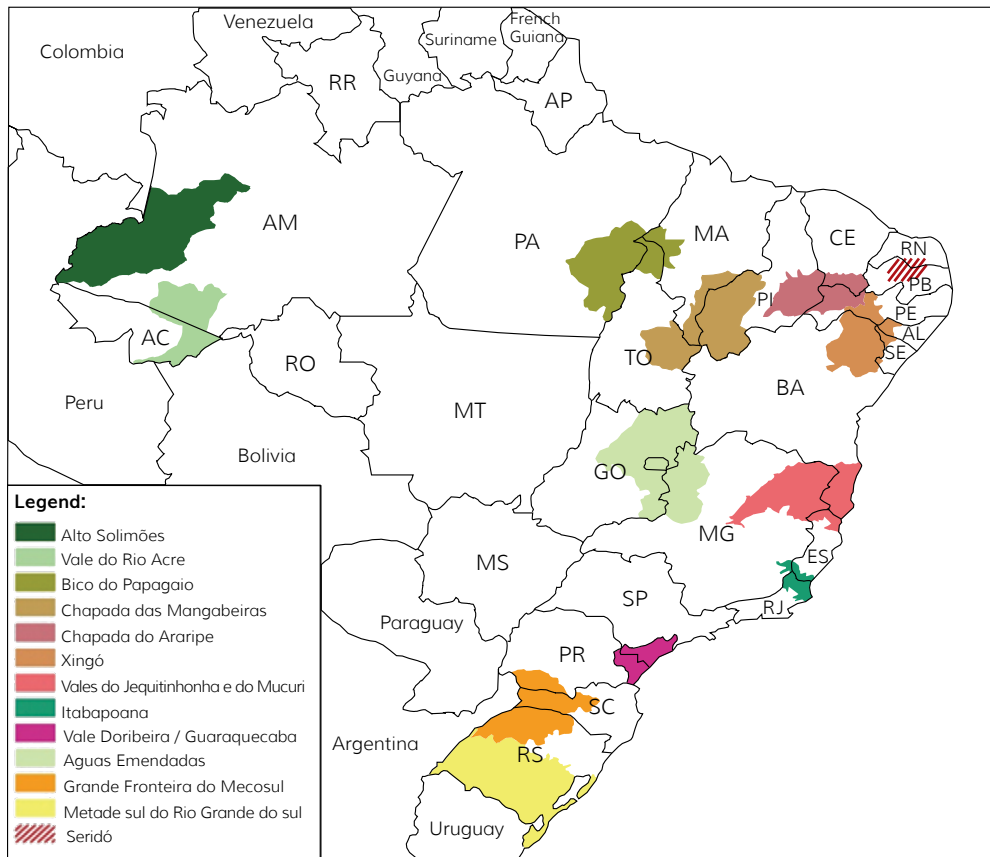 Venezuela
French
Guiana
Suriname
Colombia
RR
Guyana
AP
AM
PA
MA
CE
RN
PB
PI
PE
AL
SE
AC
RO
TO
BA
Peru
MT
Bolivia
GO
MG
MS
ES
SP
RJ
Paraguay
PR
SC
Argentina
RS
Uruguay
Legend:
Alto Solimões
Vale do Rio Acre
Bico do Papagaio
Chapada das Mangabeiras
Chapada do Araripe
Xingó
Vales do Jequitinhonha e do Mucuri
Itabapoana
Vale Doribeira / Guaraquecaba
Aguas Emendadas
Grande Fronteira do Mecosul
Metade sul do Rio Grande do sul
Seridó